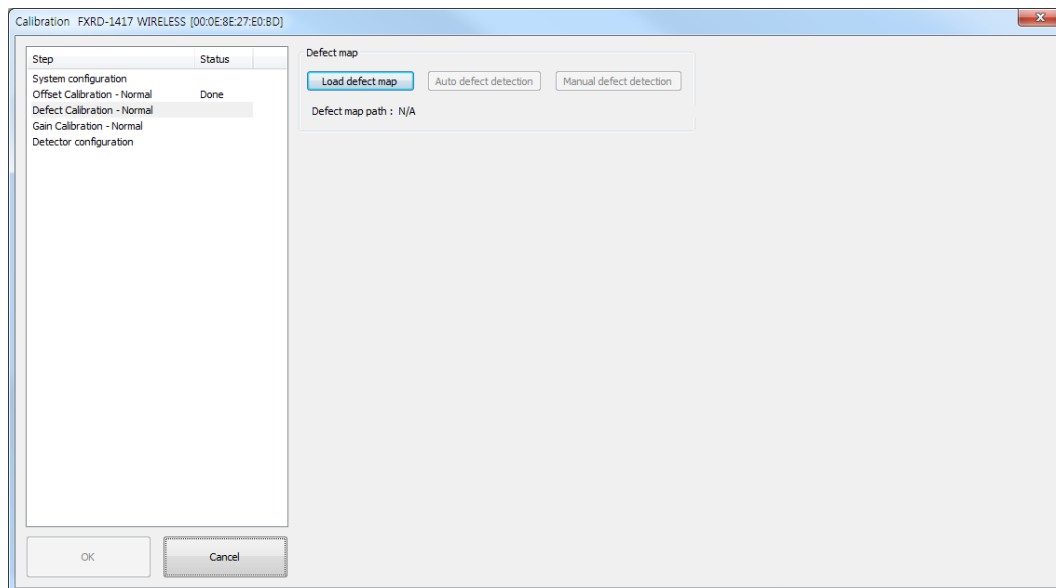 Calibration FXRD-1417 WIRELESS [00:0E:8E:27:E0:BD]
Step Status
System configuration
Offset Calibration - Normal Done
Defect Calibration - Normal
Gain Calibration - Normal
Detector configuration
Defect map
Load defect map Auto defect detection Manual defect detection
Defect map path : N/A
OK Cancel